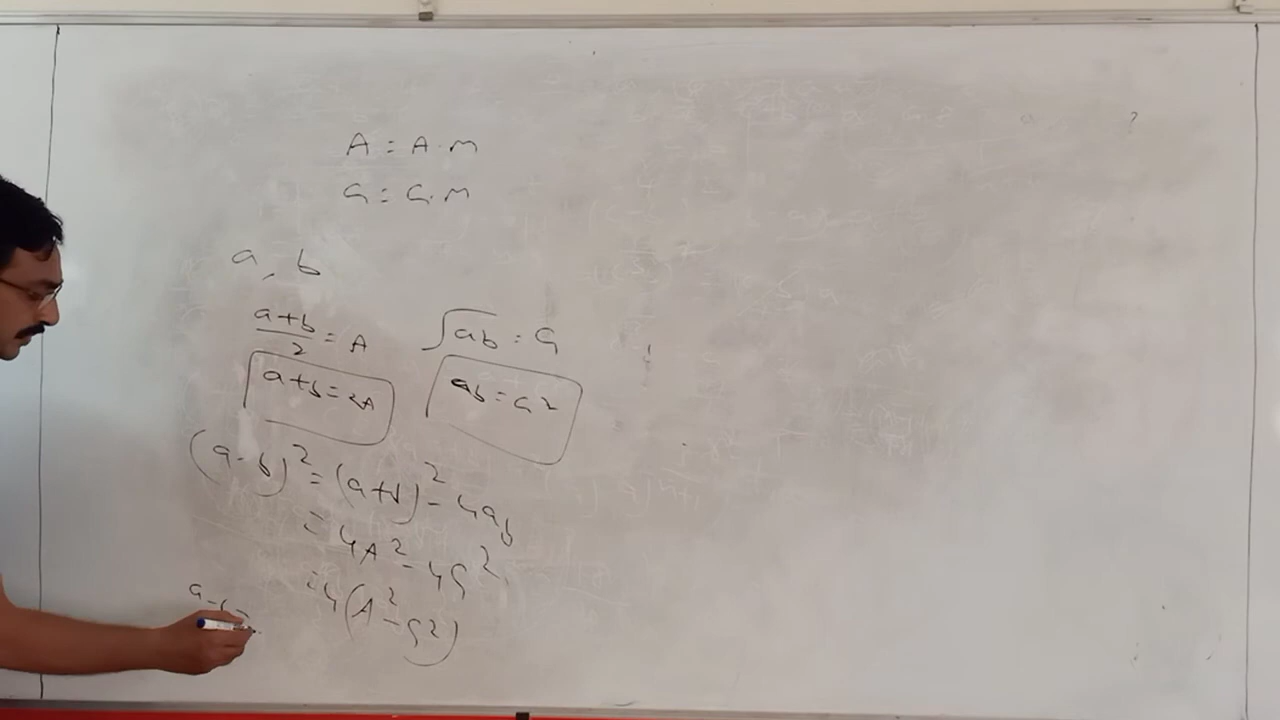 A = A.M
G = G.M
a, b
a+b/2 = A √ab = G
a+b=2A ab = G²
(a-b)² = (a+b)² - 4ab
= 4A² - 4G²
= 4(A² - G²)
a-b =